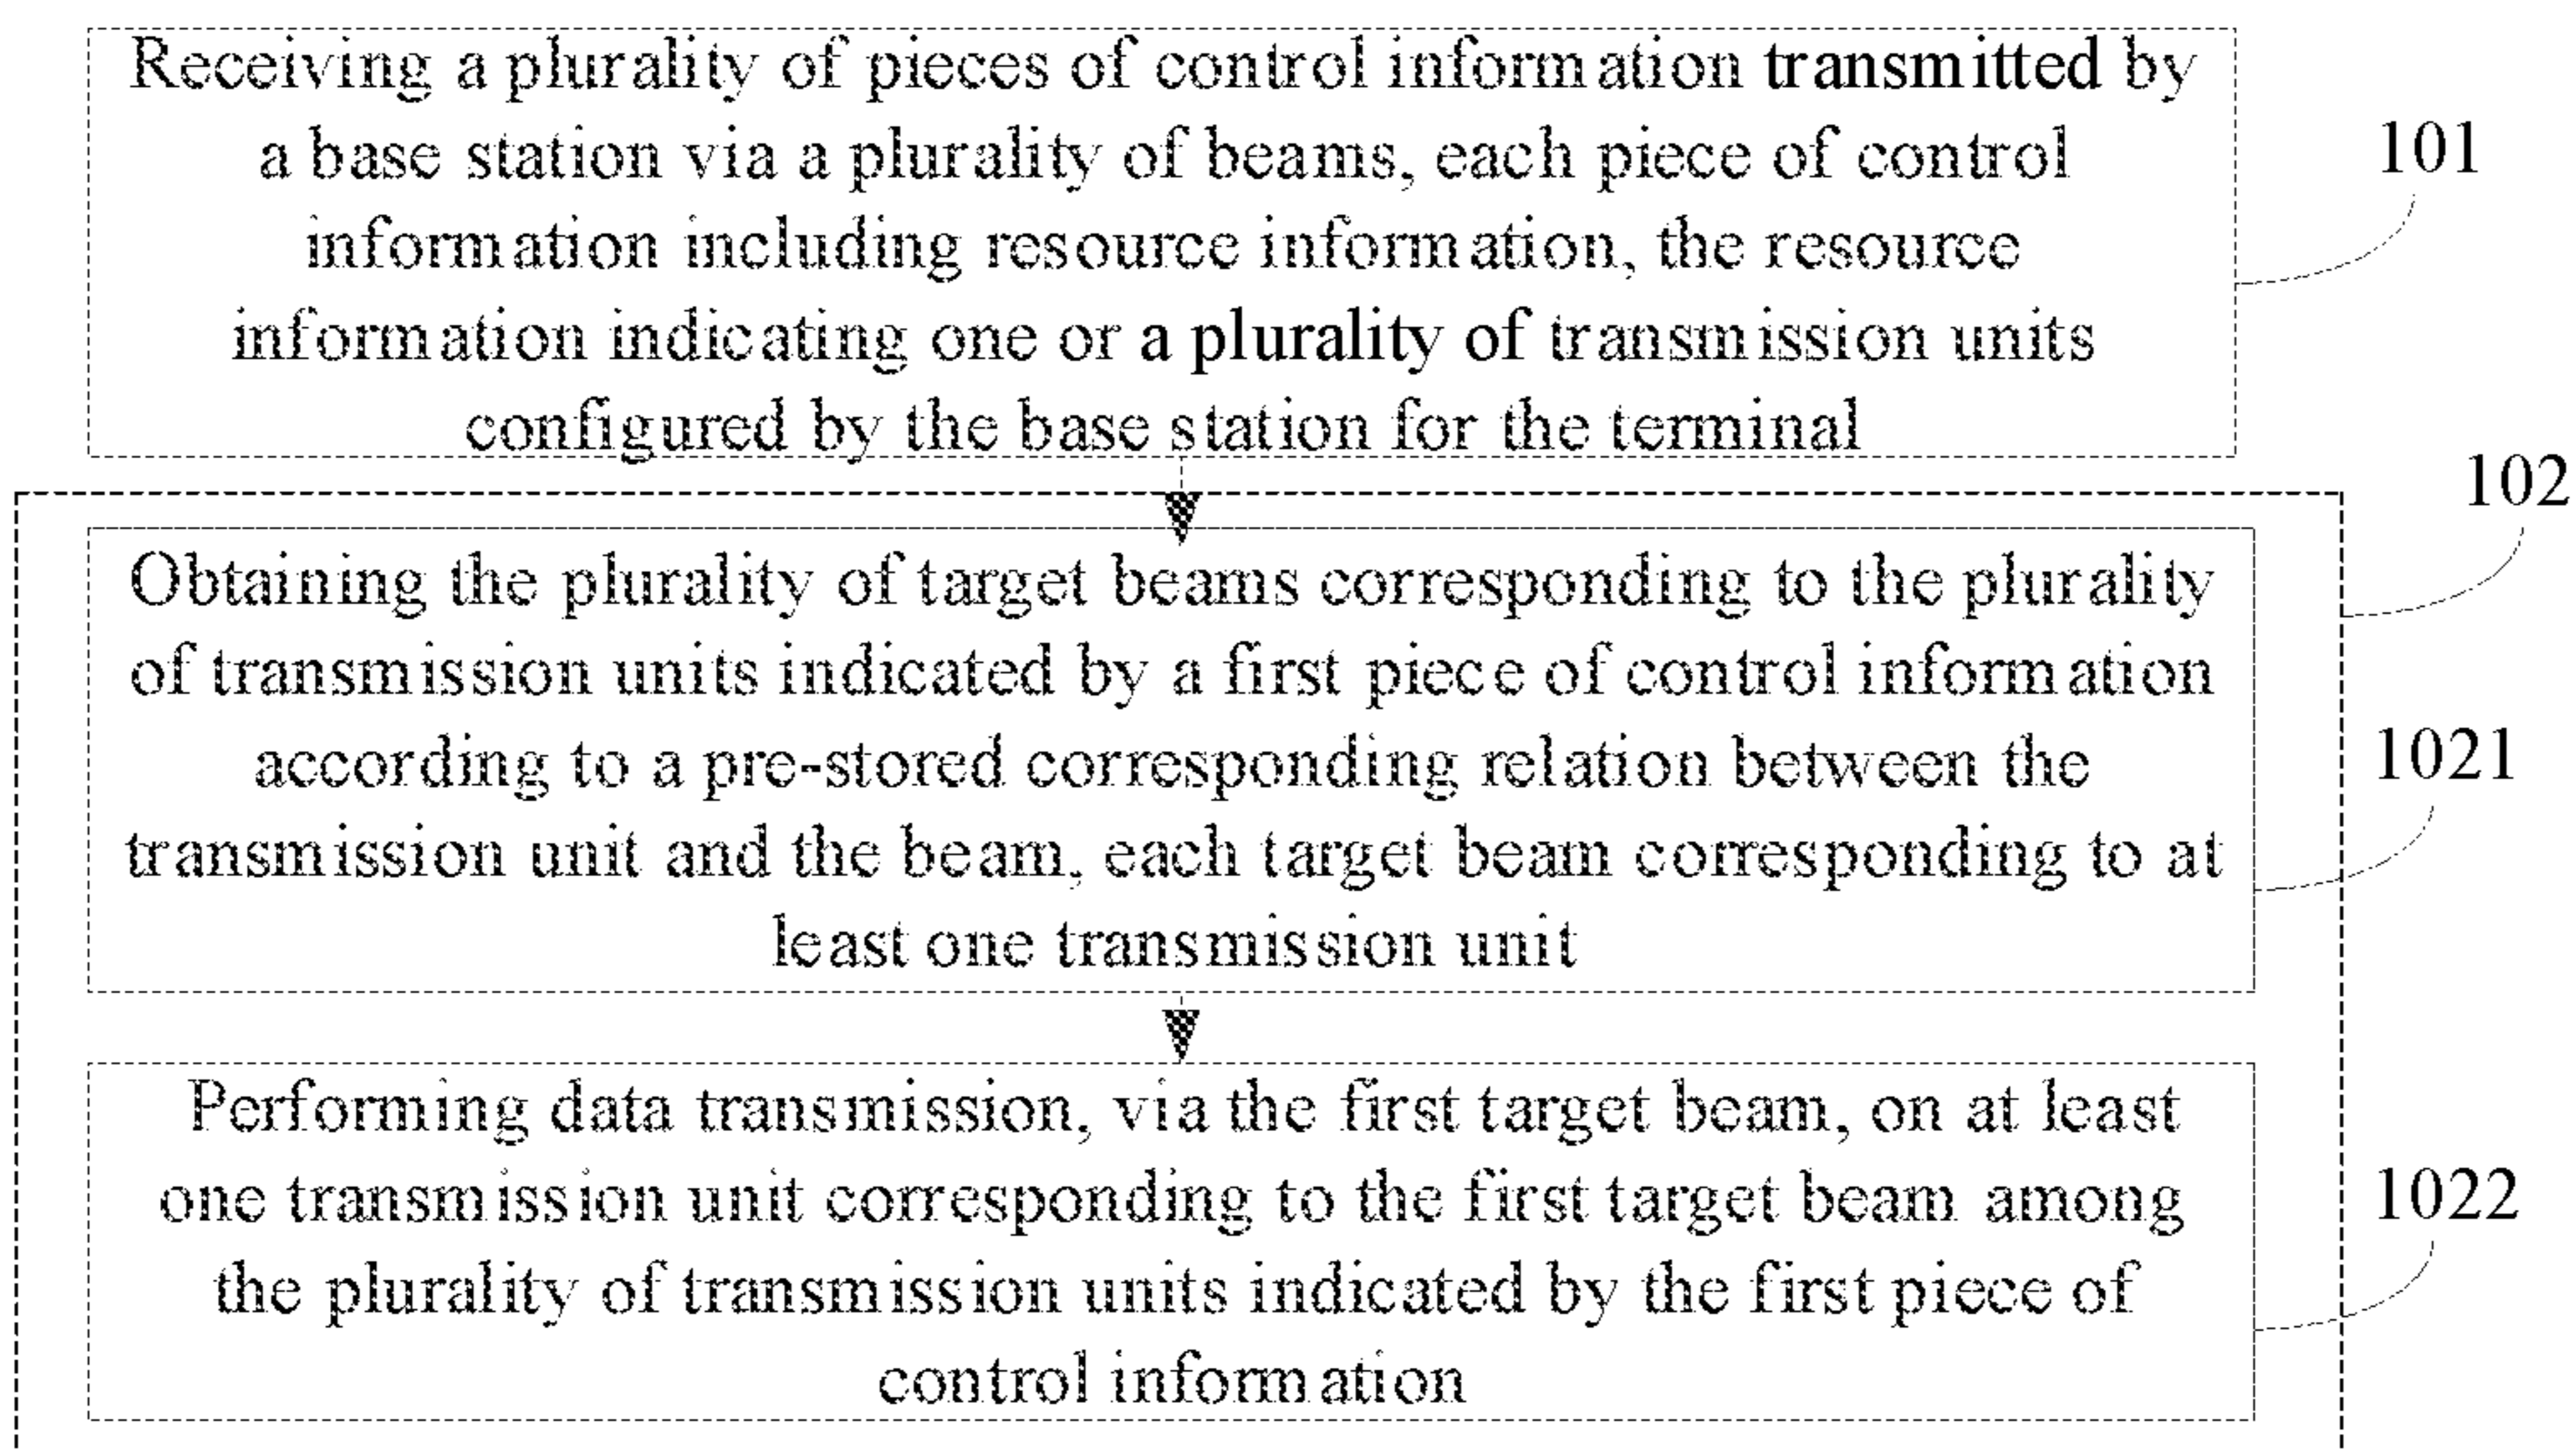 Receiving a plurality of pieces of control information transmitted by
a base station via a plurality of beams, each piece of control
information including resource information, the resource
information indicating one or a plurality of transmission units
configured by the base station for the terminal
101
102
Obtaining the plurality of target beams corresponding to the plurality
of transmission units indicated by a first piece of control information
according to a pre-stored corresponding relation between the
transmission unit and the beam, each target beam corresponding to at
least one transmission unit
1021
Performing data transmission, via the first target beam, on at least
one transmission unit corresponding to the first target beam among
the plurality of transmission units indicated by the first piece of
control information
1022